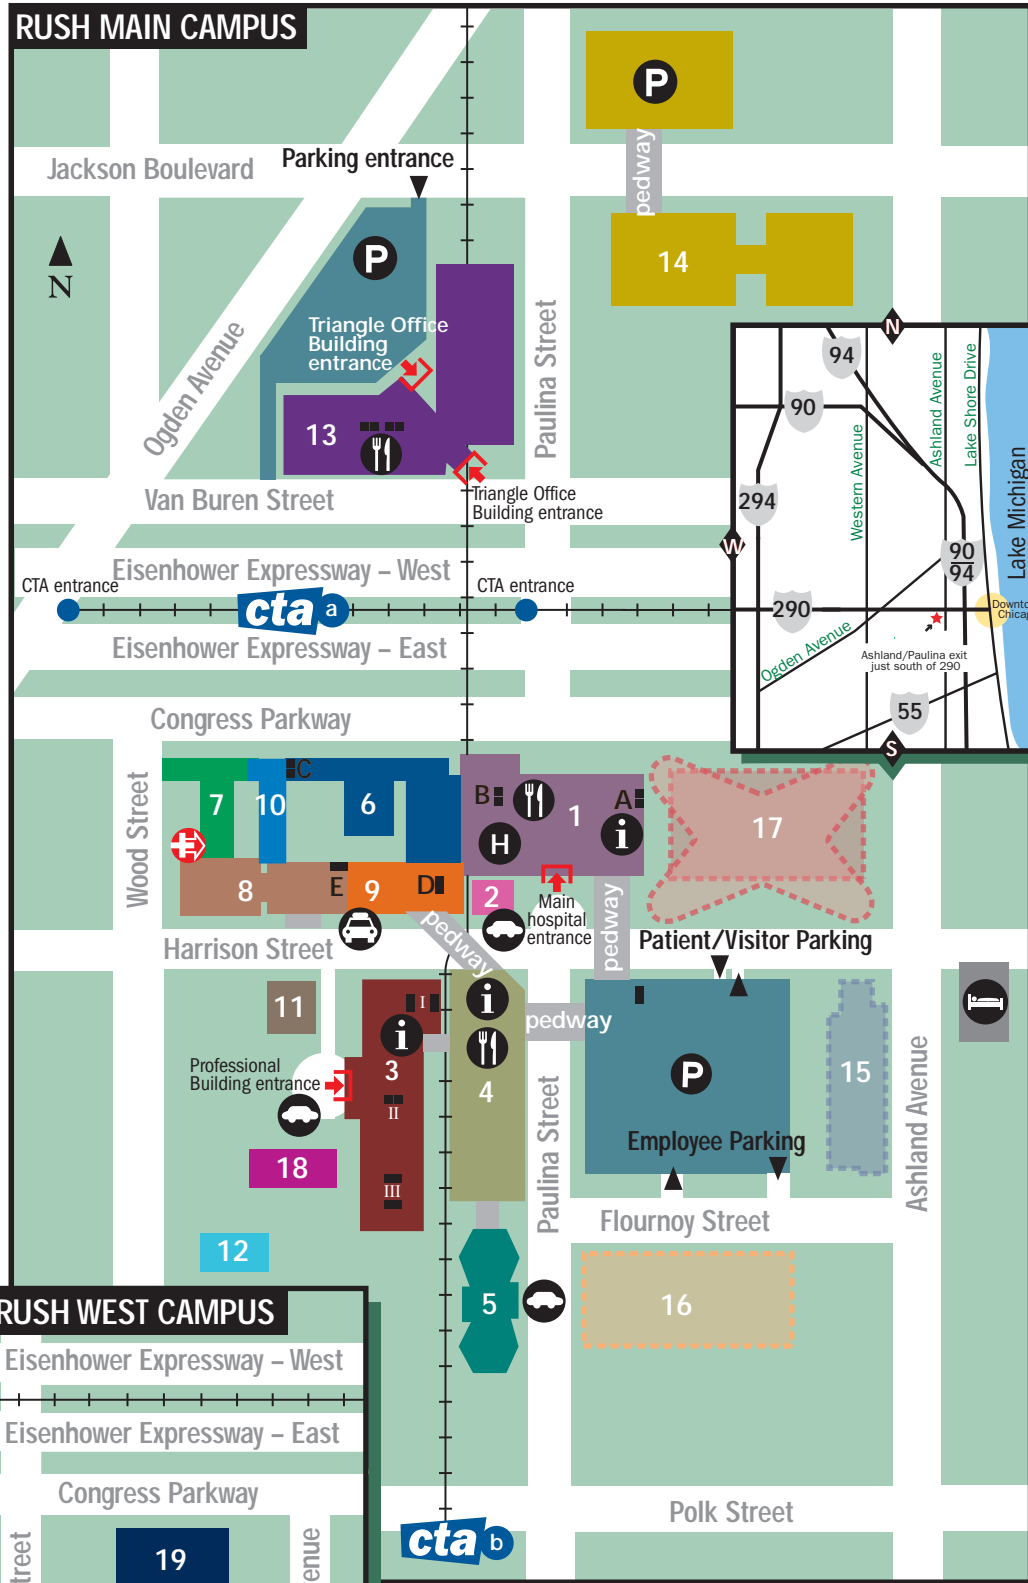 RUSH MAIN CAMPUS
P
Jackson Boulevard
Parking entrance
pedway
14
N
P
Triangle Office
Building
entrance
Ogden Avenue
Paulina Street
13
Van Buren Street
Triangle Office
Building entrance
N
94
90
Western Avenue
Ashland Avenue
Lake Shore Drive
Lake Michigan
294
W
90
94
290
Ogden Avenue
Ashland/Paulina exit
just south of 290
55
S
Eisenhower Expressway – West
CTA entrance
cta a
CTA entrance
Eisenhower Expressway – East
Congress Parkway
Wood Street
7
10
C
6
B
H
1
A
i
17
8
E
9
D
2
Main
hospital
entrance
pedway
pedway
Harrison Street
Patient/Visitor Parking
11
I
i
i
pedway
Professional
Building entrance
3
II
III
4
P
15
Employee Parking
Ashland Avenue
Paulina Street
18
12
Flournoy Street
5
16
RUSH WEST CAMPUS
Eisenhower Expressway – West
Eisenhower Expressway – East
Congress Parkway
19
cta b
Polk Street